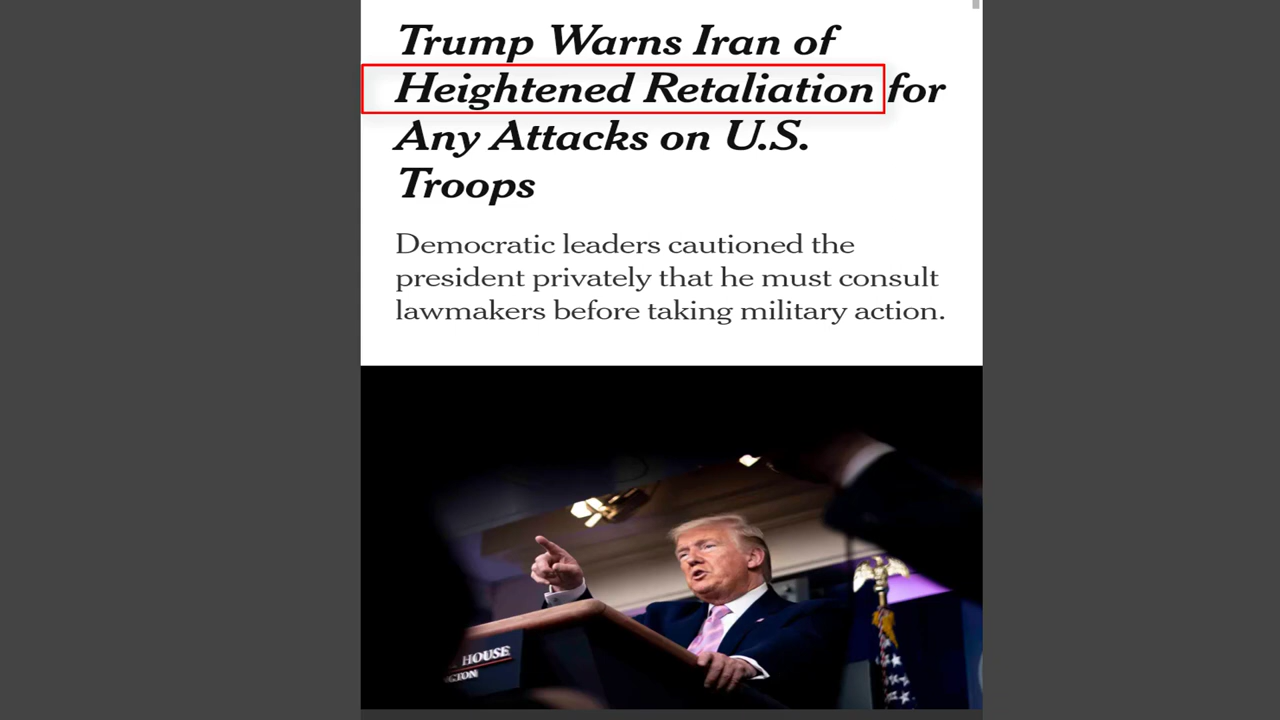 Trump Warns Iran of
Heightened Retaliation for
Any Attacks on U.S.
Troops
Democratic leaders cautioned the
president privately that he must consult
lawmakers before taking military action.
HOUSE